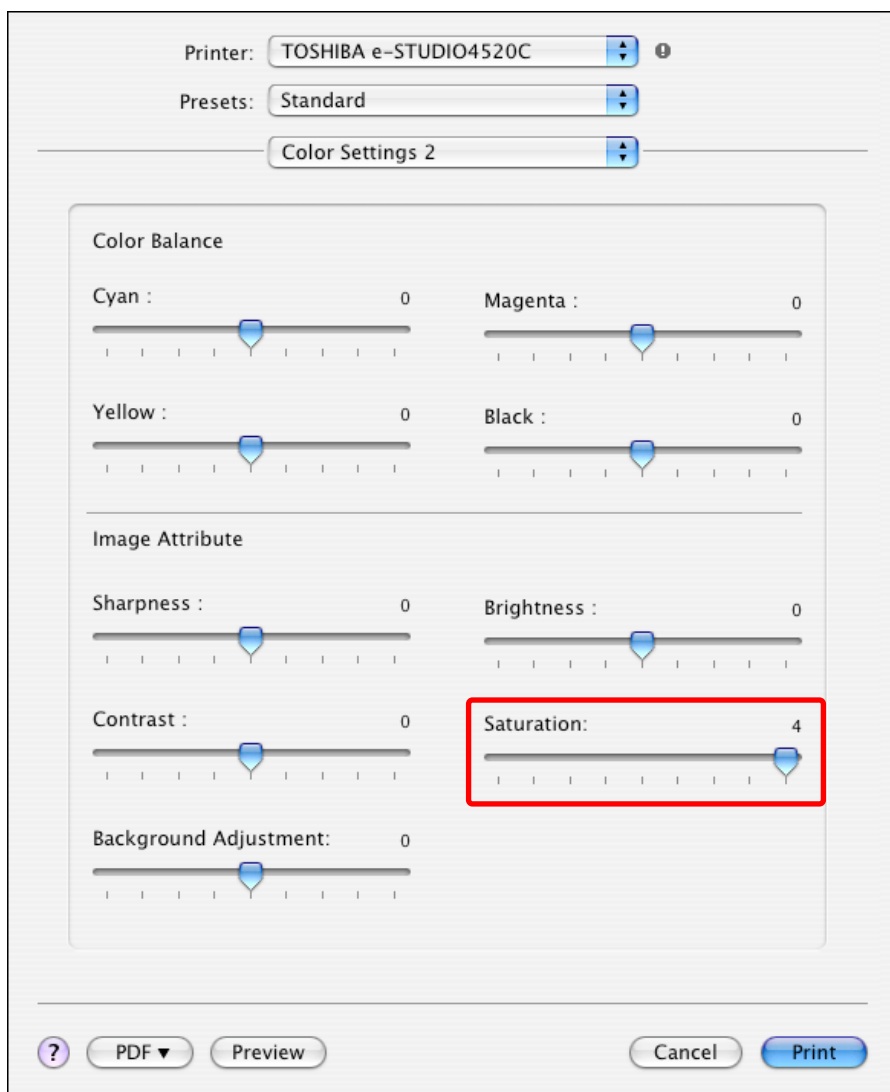 Printer: TOSHIBA e-STUDIO4520C
Presets: Standard
Color Settings 2
Color Balance
Cyan : 0
Magenta : 0
Yellow : 0
Black : 0
Image Attribute
Sharpness : 0
Brightness : 0
Contrast : 0
Saturation: 4
Background Adjustment: 0
? PDF▼ Preview Cancel Print